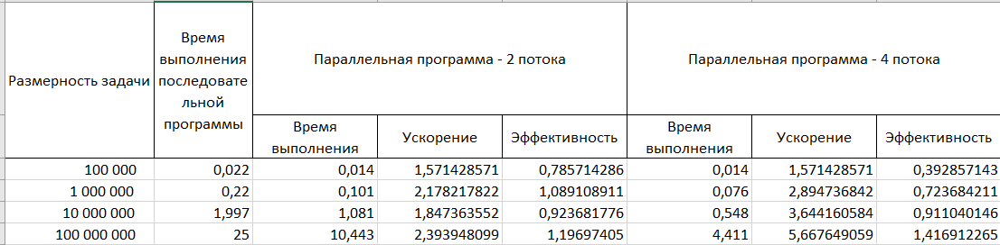 Размерность задачи
Время
выполнения
последовате
льной
программы
Параллельная программа - 2 потока
Параллельная программа - 4 потока
Время
выполнения
Ускорение
Эффективность
Время
выполнения
Ускорение
Эффективность
100 000 0,022 0,014 1,571428571 0,785714286 0,014 1,571428571 0,392857143
1 000 000 0,22 0,101 2,178217822 1,089108911 0,076 2,894736842 0,723684211
10 000 000 1,997 1,081 1,847363552 0,923681776 0,548 3,644160584 0,911040146
100 000 000 25 10,443 2,393948099 1,19697405 4,411 5,667649059 1,416912265